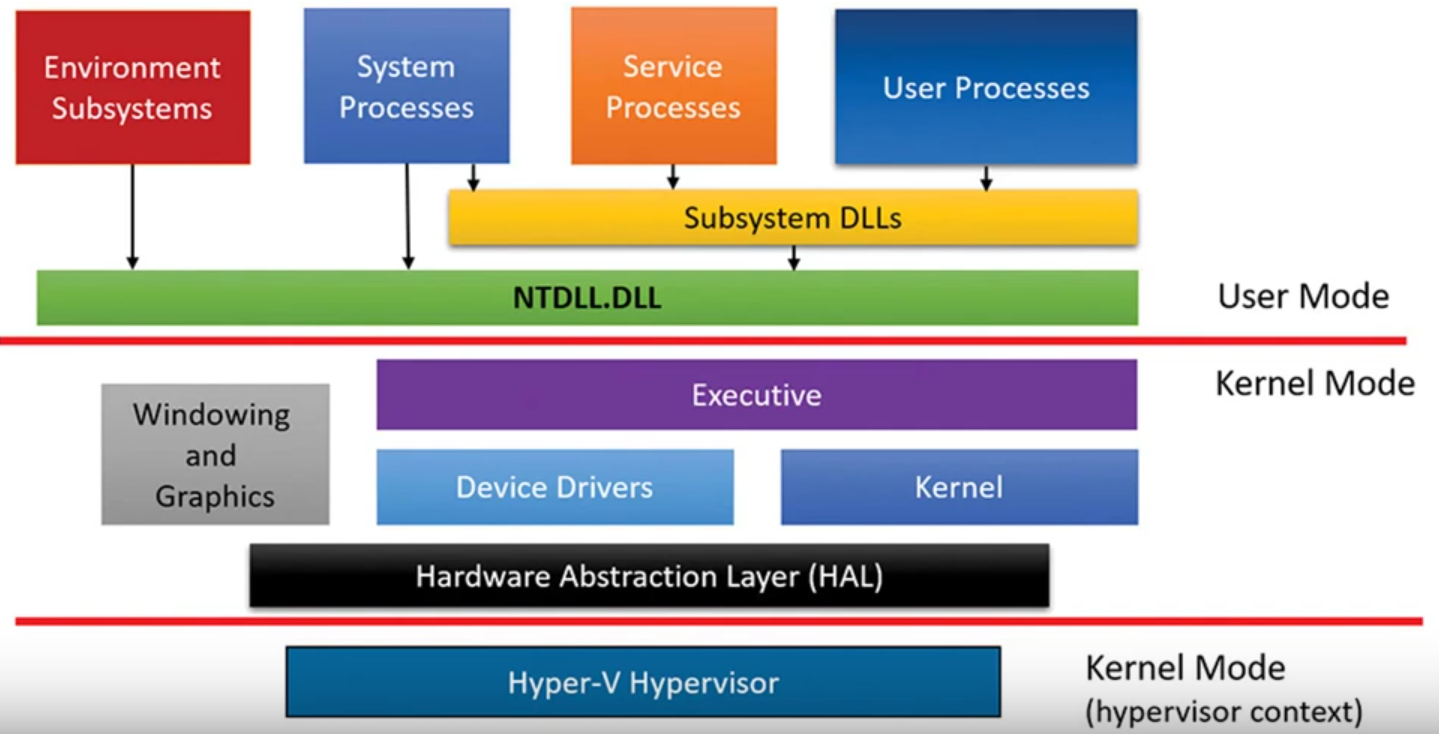 Environment
Subsystems
System
Processes
Service
Processes
User Processes
Subsystem DLLs
NTDLL.DLL
User Mode
Kernel Mode
Windowing
and
Graphics
Executive
Device Drivers
Kernel
Hardware Abstraction Layer (HAL)
Hyper-V Hypervisor
Kernel Mode
(hypervisor context)